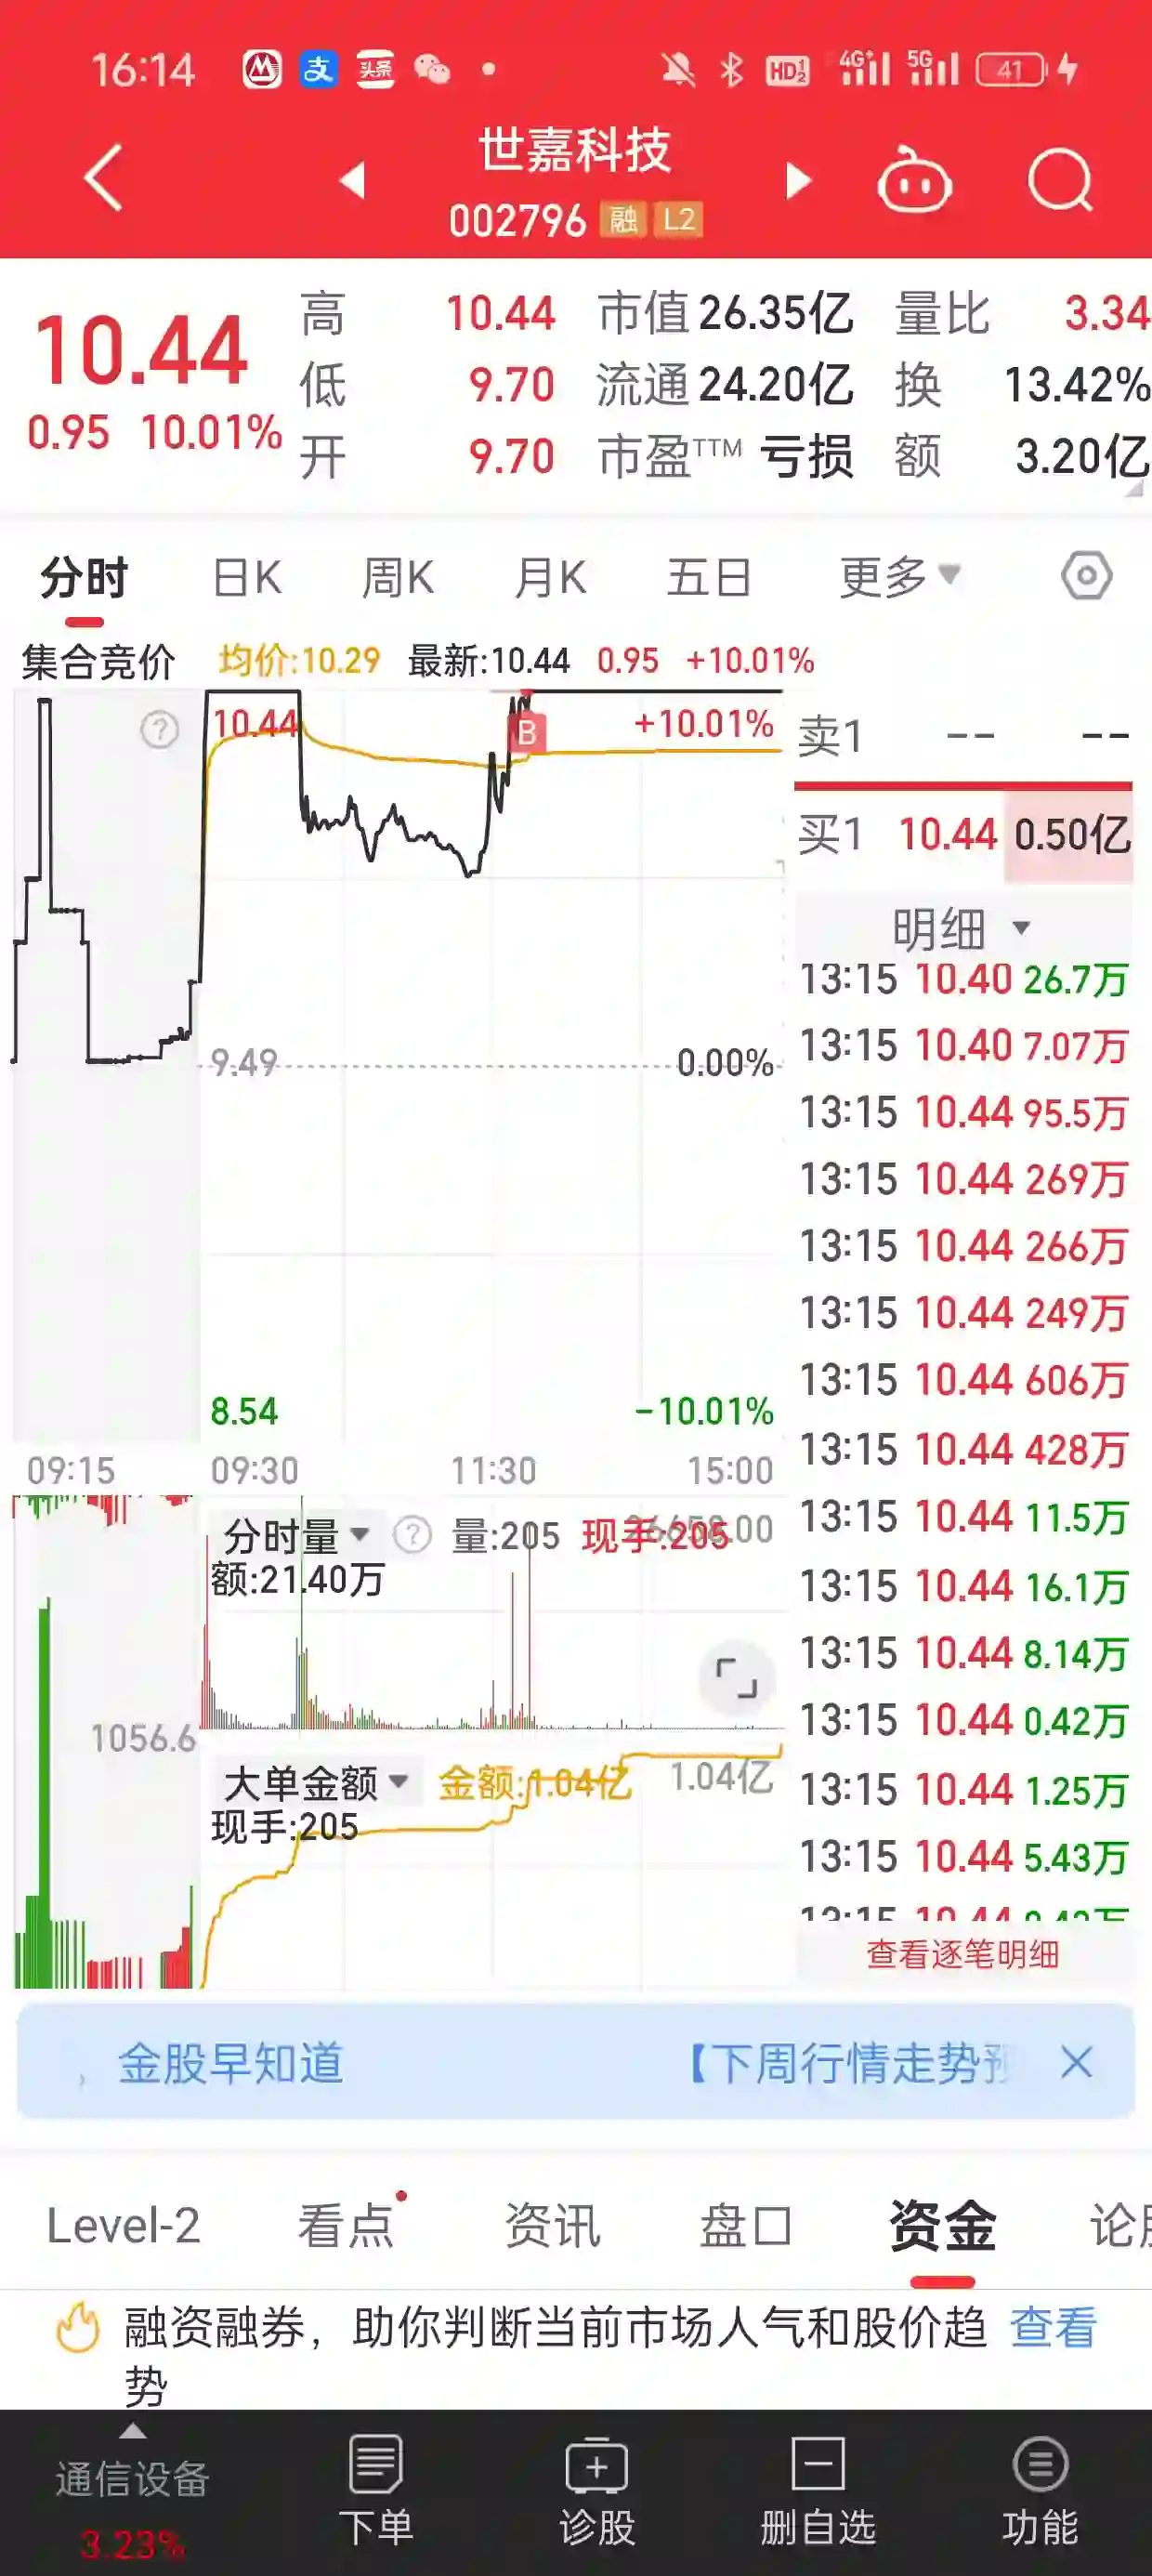 16:14 支 头条 HD 1 2 4G+ 5G 41
世嘉科技
002796 融 L2
10.44
0.95 10.01%
高 10.44 市值 26.35亿 量比 3.34
低 9.70 流通 24.20亿 换 13.42%
开 9.70 市盈TTM 亏损 额 3.20亿
分时 日K 周K 月K 五日 更多
集合竞价 均价:10.29 最新:10.44 0.95 +10.01%
10.44 B +10.01%
9.49 0.00%
8.54 -10.01%
09:15 09:30 11:30 15:00
卖1 -- --
买1 10.44 0.50亿
明细
13:15 10.40 26.7万
13:15 10.40 7.07万
13:15 10.44 95.5万
13:15 10.44 269万
13:15 10.44 266万
13:15 10.44 249万
13:15 10.44 606万
13:15 10.44 428万
13:15 10.44 11.5万
13:15 10.44 16.1万
13:15 10.44 8.14万
13:15 10.44 0.42万
13:15 10.44 1.25万
13:15 10.44 5.43万
13:15 10.44
查看逐笔明细
分时量 ? 量:205 现手:205
额:21.40万
1056.6
大单金额 金额:1.04亿 1.04亿
现手:205
金股早知道 【下周行情走势预
Level-2 看点 资讯 盘口 资金 论股
融资融券，助你判断当前市场人气和股价趋 查看
势
通信设备
3.23%
下单 诊股 删自选 功能